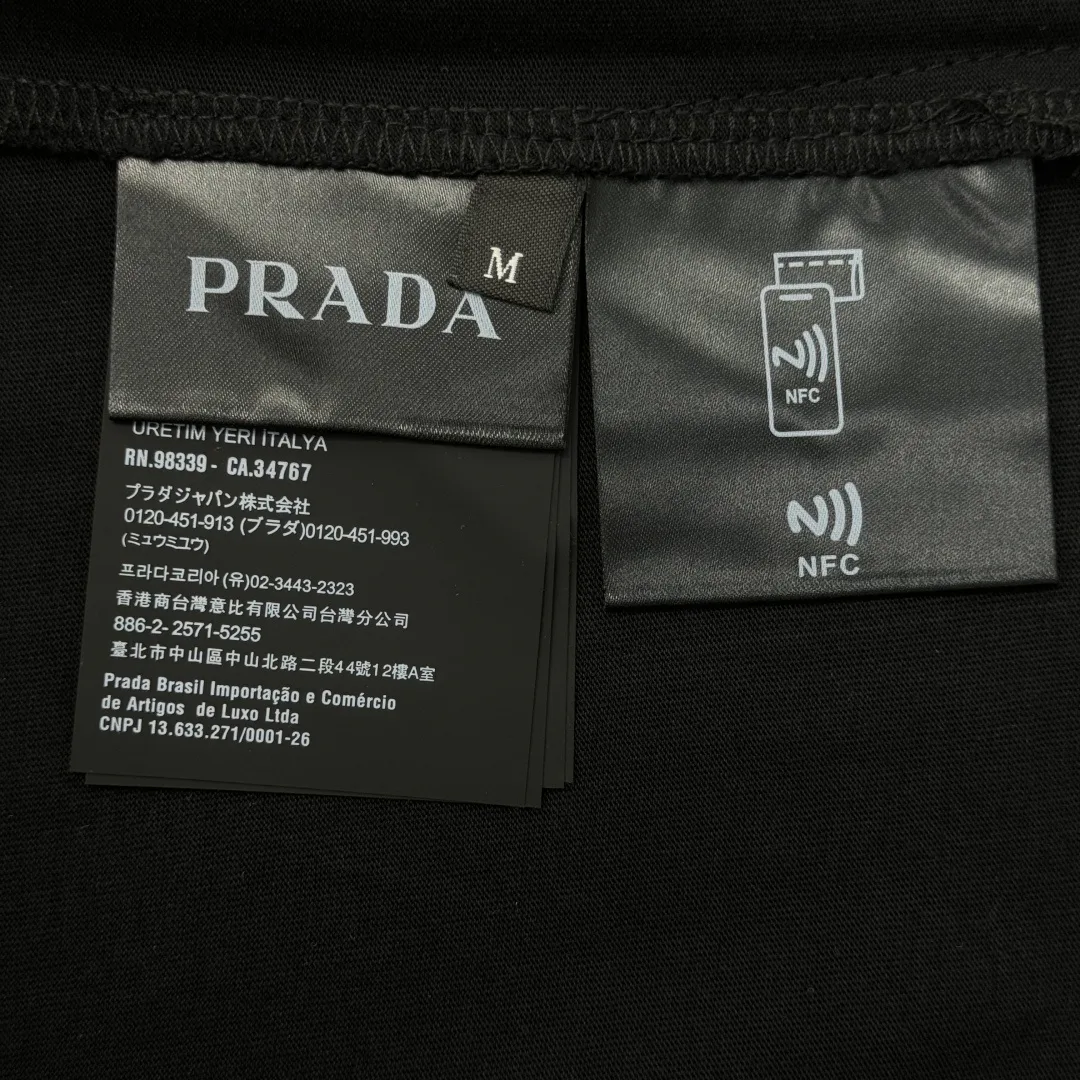 PRADA
M
ÜRETİM YERİ İTALYA
RN.98339 - CA.34767
プラダジャパン株式会社
0120-451-913 (プラダ)0120-451-993
(ミュウミュウ)
프라다코리아(유)02-3443-2323
香港商台灣意比有限公司台灣分公司
886-2- 2571-5255
臺北市中山區中山北路二段44號12樓A室
Prada Brasil Importação e Comércio
de Artigos de Luxo Ltda
CNPJ 13.633.271/0001-26
NFC
NFC